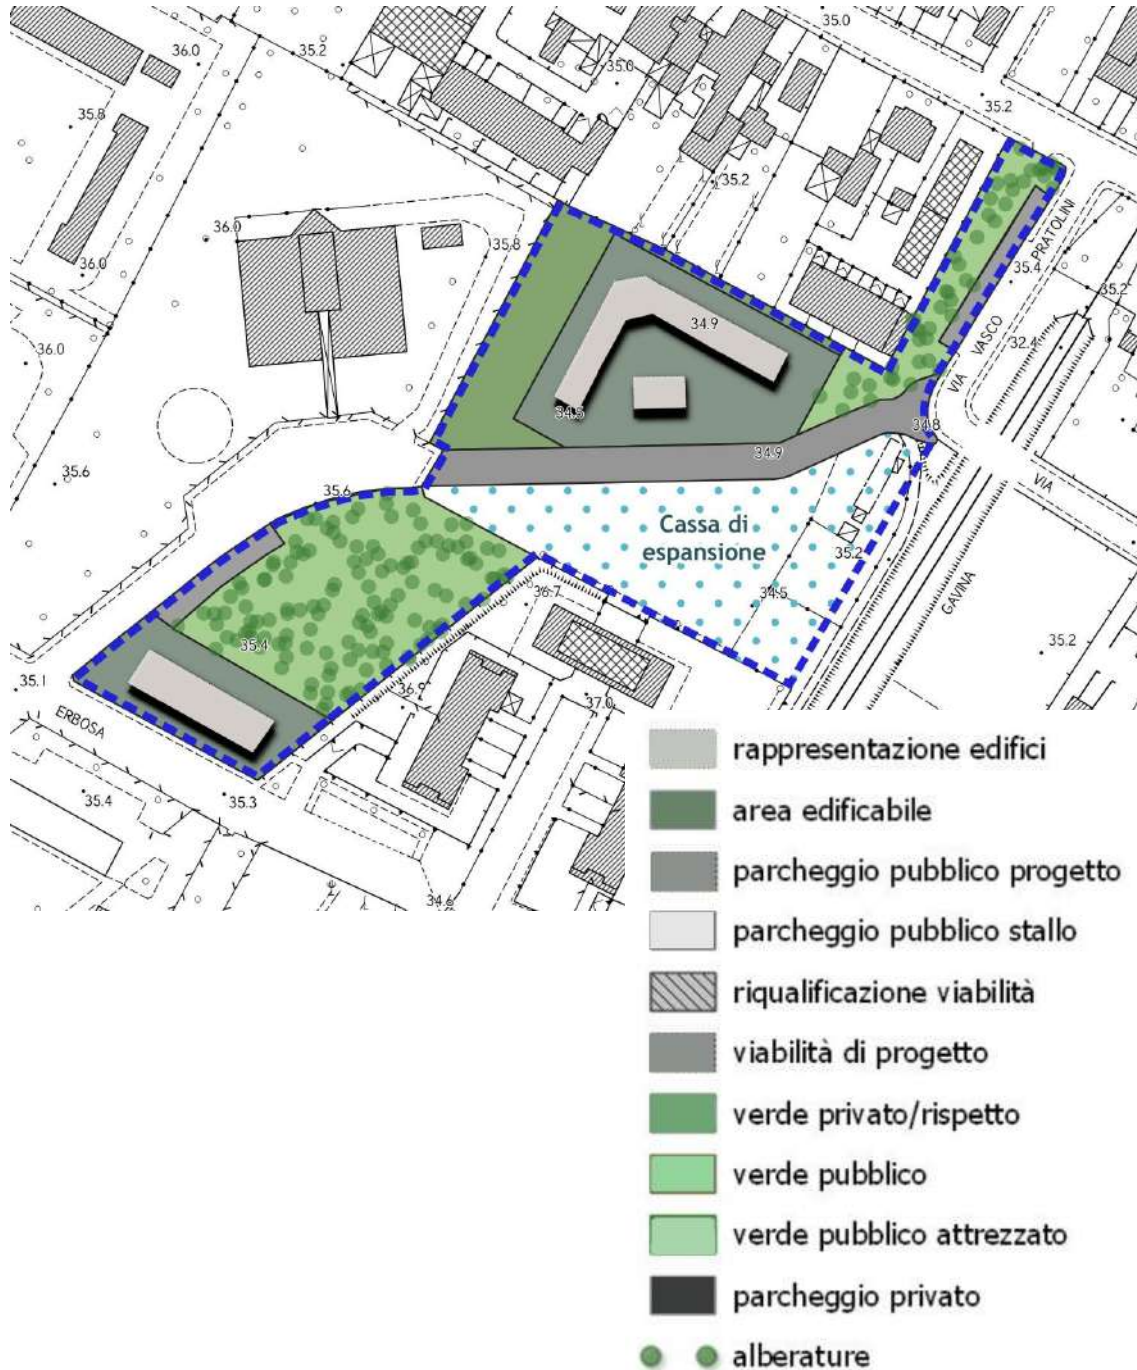 35.0
36.0
35.2
35.0
35.2
35.8
35.2
36.0
35.8
36.0
PRATOLINI
35.4
35.2
34.9
VASCO
32.4
36.0
VIA
34.5
34.8
34.9
35.6
35.6
VIA
Cassa di
espansione
35.2
36.7
34.5
GAVINA
35.4
35.2
35.1
36.9
37.0
ERBOSA
35.4
35.3
34.6
rappresentazione edifici
area edificabile
parcheggio pubblico progetto
parcheggio pubblico stallo
riqualificazione viabilità
viabilità di progetto
verde privato/rispetto
verde pubblico
verde pubblico attrezzato
parcheggio privato
alberature